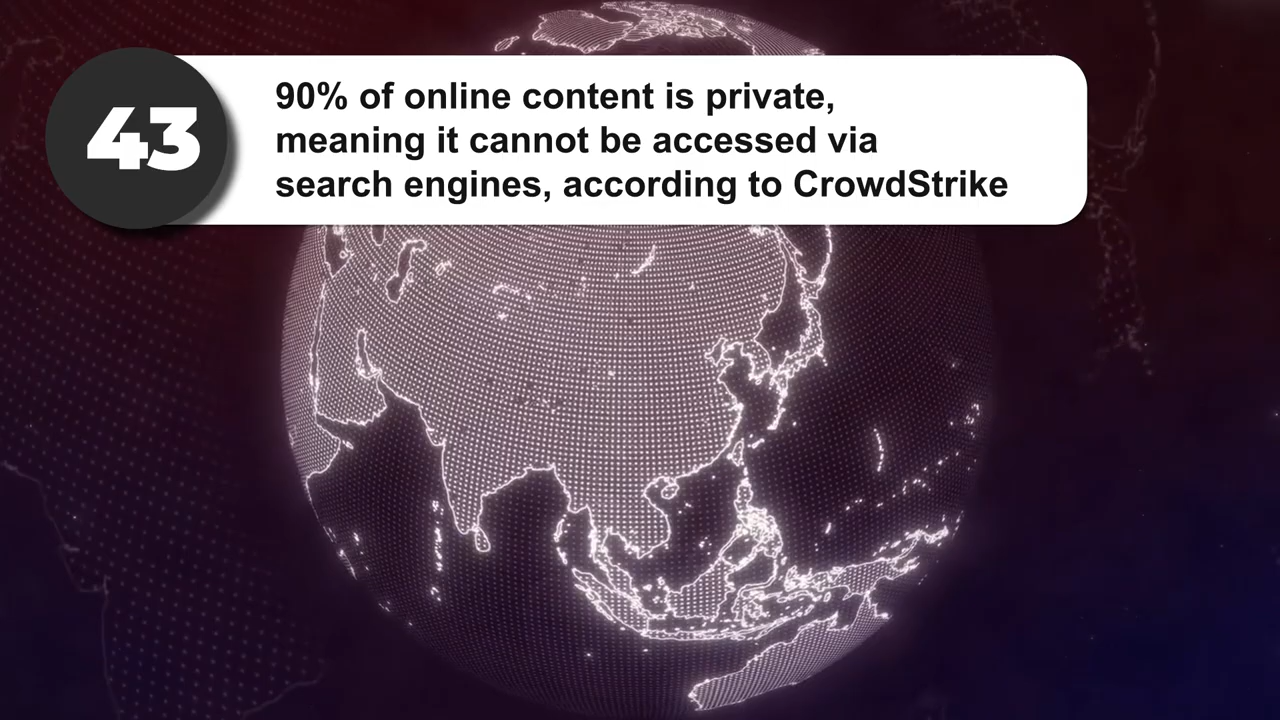 43
90% of online content is private,
meaning it cannot be accessed via
search engines, according to CrowdStrike